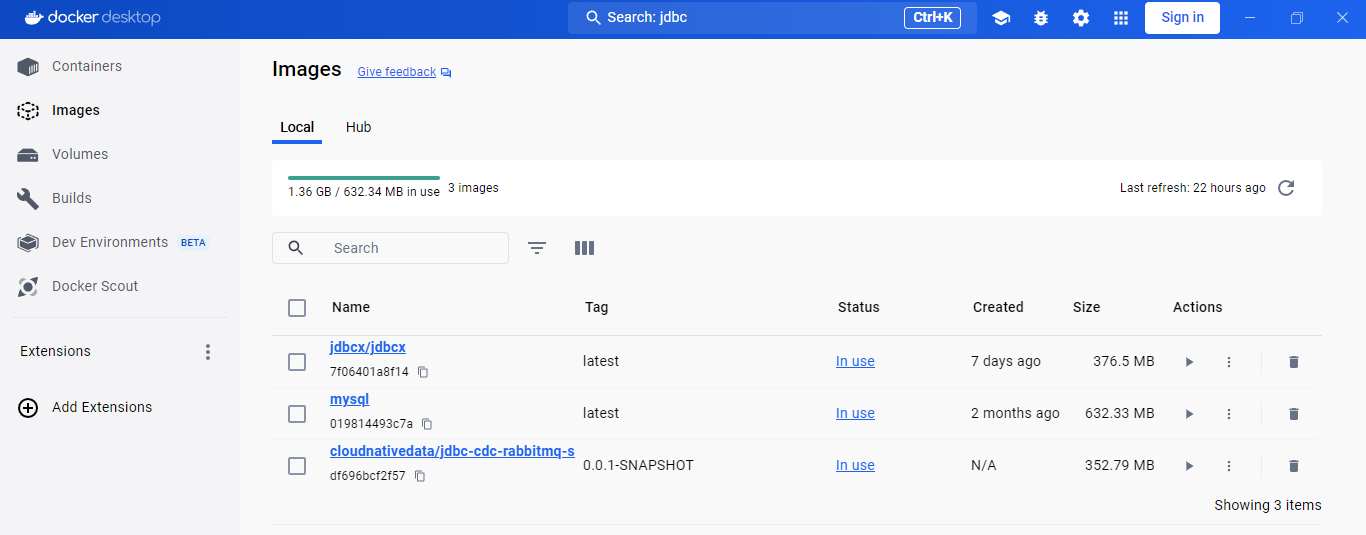 docker desktop
Search: jdbc
Ctrl+K
Sign in
Containers
Images
Volumes
Builds
Dev Environments BETA
Docker Scout
Extensions
Add Extensions
Images Give feedback
Local Hub
1.36 GB / 632.34 MB in use 3 images
Last refresh: 22 hours ago
Search
Name Tag Status Created Size Actions
jdbcx/jdbcx
7f06401a8f14
latest In use 7 days ago 376.5 MB
mysql
019814493c7a
latest In use 2 months ago 632.33 MB
cloudnativedata/jdbc-cdc-rabbitmq-s
df696bcf2f57
0.0.1-SNAPSHOT In use N/A 352.79 MB
Showing 3 items